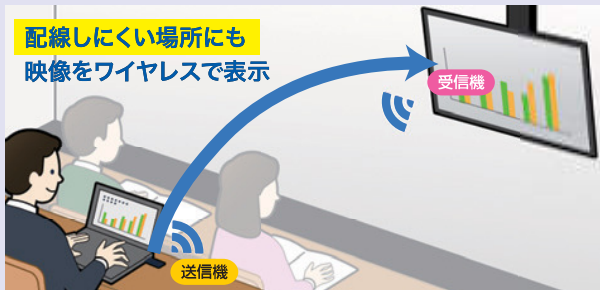 配線しにくい場所にも
映像をワイヤレスで表示
受信機
送信機